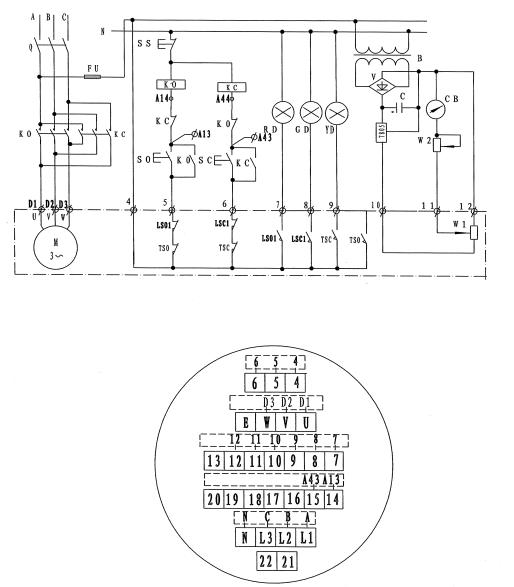 A B C
N
Q
FU
SS
KO KC
A14 A44
KC KO
A13 A43
SO KO SC KC
KO KC
RD GD YD
B
V
C
7805
CB
W2
D1 D2 D3 4 5 6 7 8 9 10 11 12
U V W
M
3~
LSO1 LSC1 LSO1 LSC1 TSC TSO
TSO TSC
W1
6 5 4
6 5 4
D3 D2 D1
E W V U
12 11 10 9 8 7
13 12 11 10 9 8 7
A43 A13
20 19 18 17 16 15 14
N C B A
N L3 L2 L1
22 21